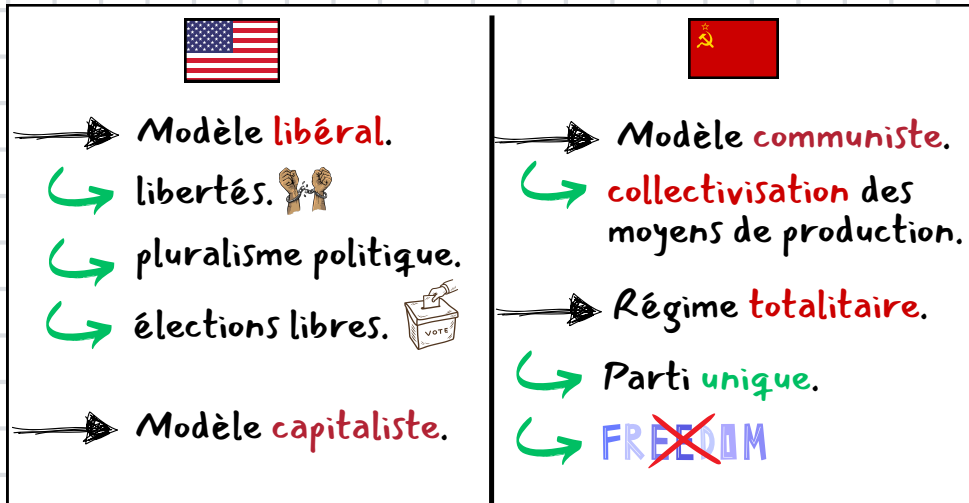 Modèle libéral.
libertés.
pluralisme politique.
élections libres.
VOTE
Modèle capitaliste.
Modèle communiste.
collectivisation des
moyens de production.
Régime totalitaire.
Parti unique.
FREEDOM